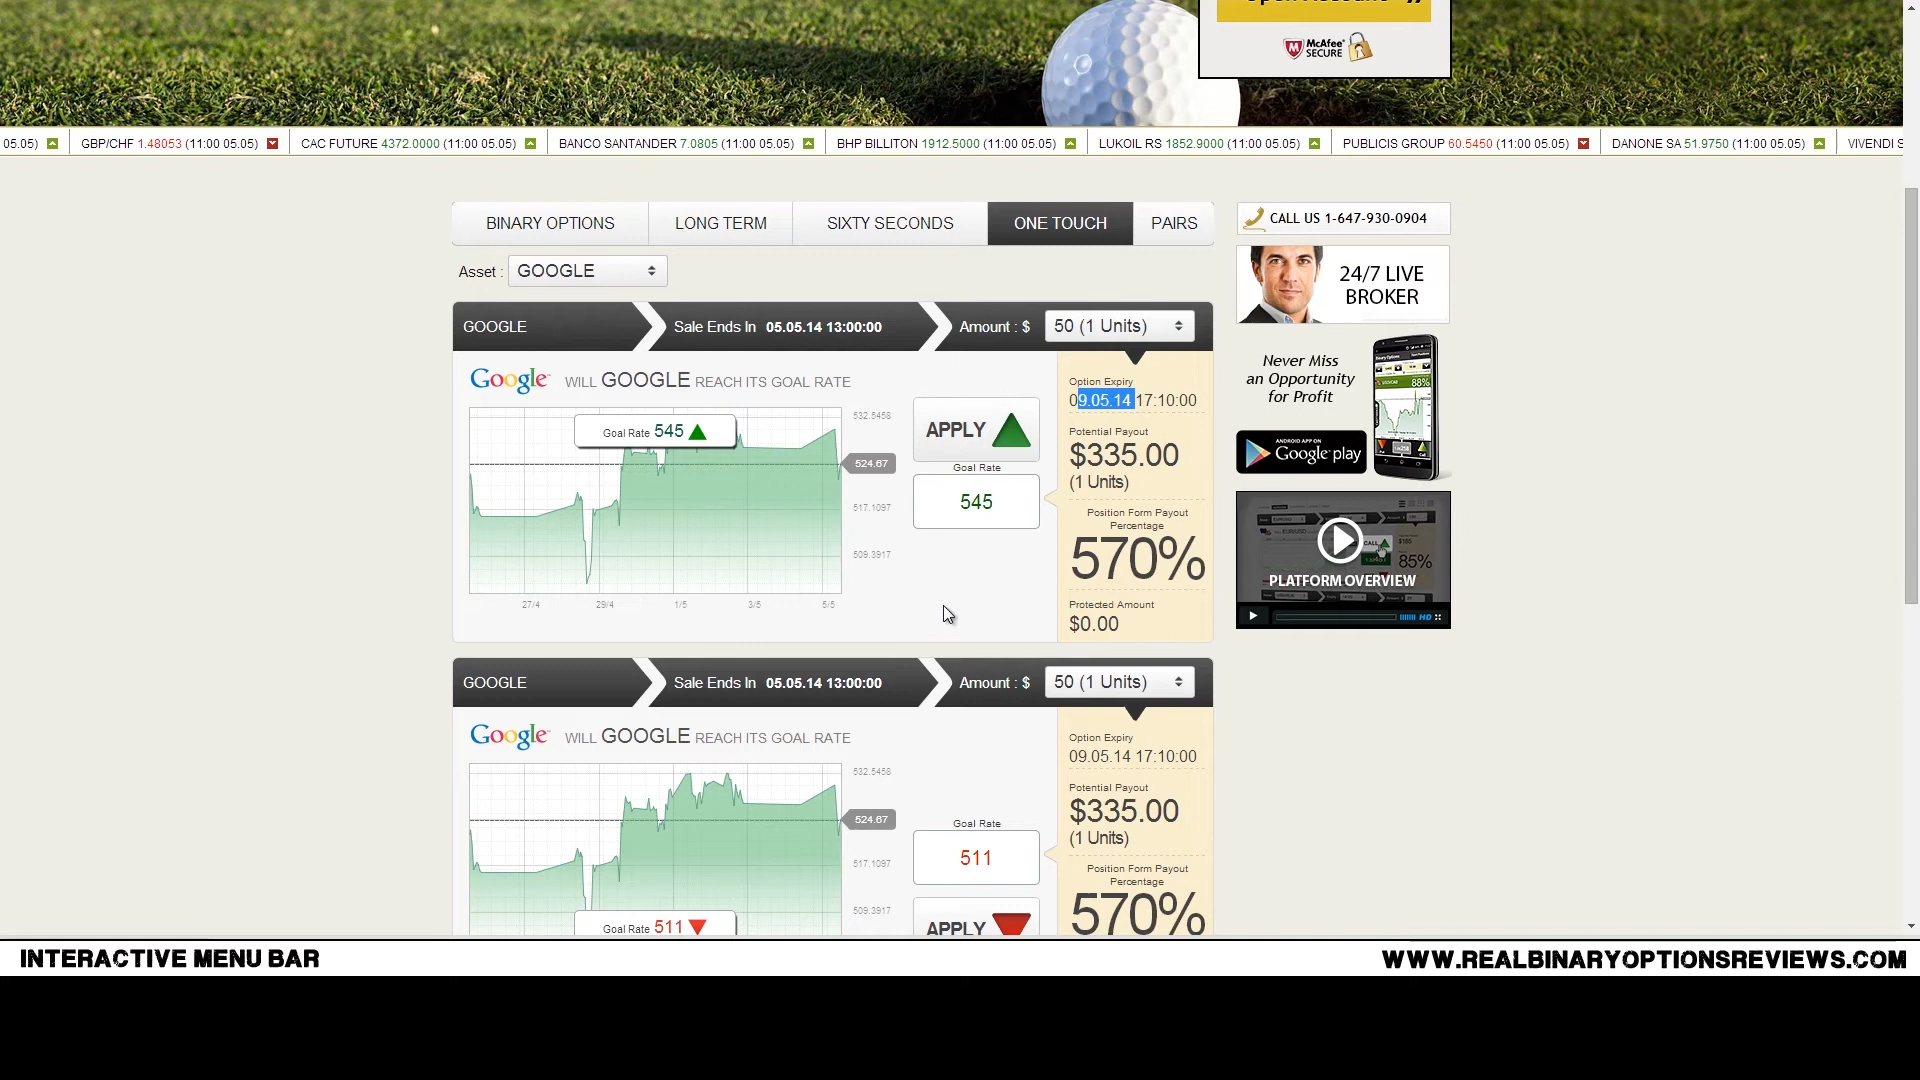 McAfee SECURE
05.05)
GBP/CHF 1.48053 (11:00 05.05)
CAC FUTURE 4372.0000 (11:00 05.05)
BANCO SANTANDER 7.0805 (11:00 05.05)
BHP BILLITON 1912.5000 (11:00 05.05)
LUKOIL RS 1852.9000 (11:00 05.05)
PUBLICIS GROUP 60.5450 (11:00 05.05)
DANONE SA 51.9750 (11:00 05.05)
VIVENDI S
BINARY OPTIONS
LONG TERM
SIXTY SECONDS
ONE TOUCH
PAIRS
Asset : GOOGLE
GOOGLE
Sale Ends In 05.05.14 13:00:00
Amount : $ 50 (1 Units)
Google WILL GOOGLE REACH ITS GOAL RATE
Goal Rate 545
532.5458
524.67
517.1097
509.3917
27/4 29/4 1/5 3/5 5/5
APPLY
Goal Rate
545
Option Expiry
09.05.14 17:10:00
Potential Payout
$335.00
(1 Units)
Position Form Payout
Percentage
570%
Protected Amount
$0.00
GOOGLE
Sale Ends In 05.05.14 13:00:00
Amount : $ 50 (1 Units)
Google WILL GOOGLE REACH ITS GOAL RATE
532.5458
524.67
517.1097
509.3917
Goal Rate 511
Goal Rate
511
APPLY
Option Expiry
09.05.14 17:10:00
Potential Payout
$335.00
(1 Units)
Position Form Payout
Percentage
570%
CALL US 1-647-930-0904
24/7 LIVE
BROKER
Never Miss
an Opportunity
for Profit
ANDROID APP ON
Google play
88%
CALL
85%
PLATFORM OVERVIEW
HD
INTERACTIVE MENU BAR
WWW.REALBINARYOPTIONSREVIEWS.COM